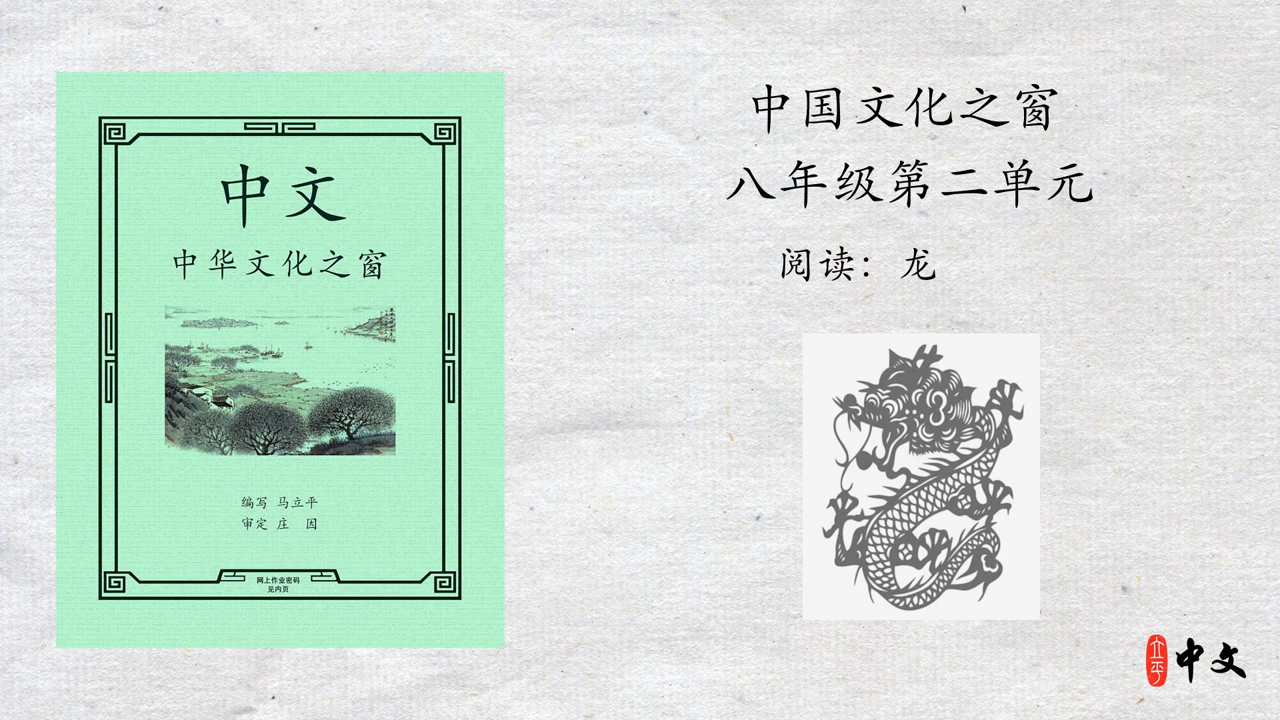 中文
中华文化之窗
编写 马立平
审定 庄 因
网上作业密码
见内页
中国文化之窗
八年级第二单元
阅读：龙
立平
中文